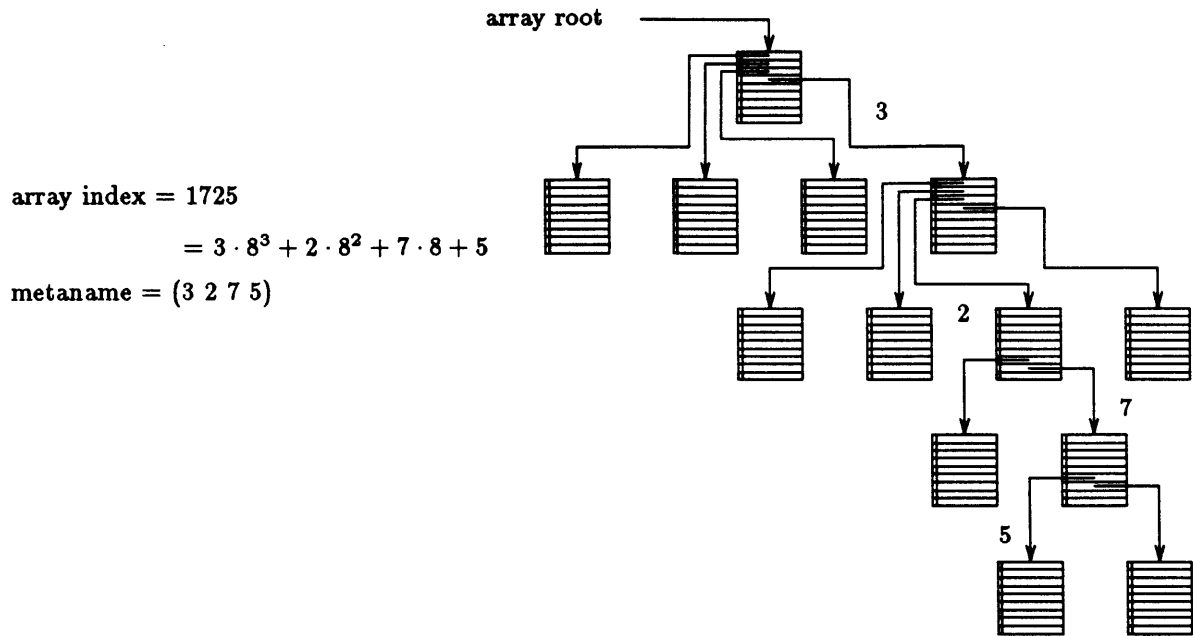 array root
3
array index = 1725
= 3 · 8³ + 2 · 8² + 7 · 8 + 5
metaname = (3 2 7 5)
2
7
5